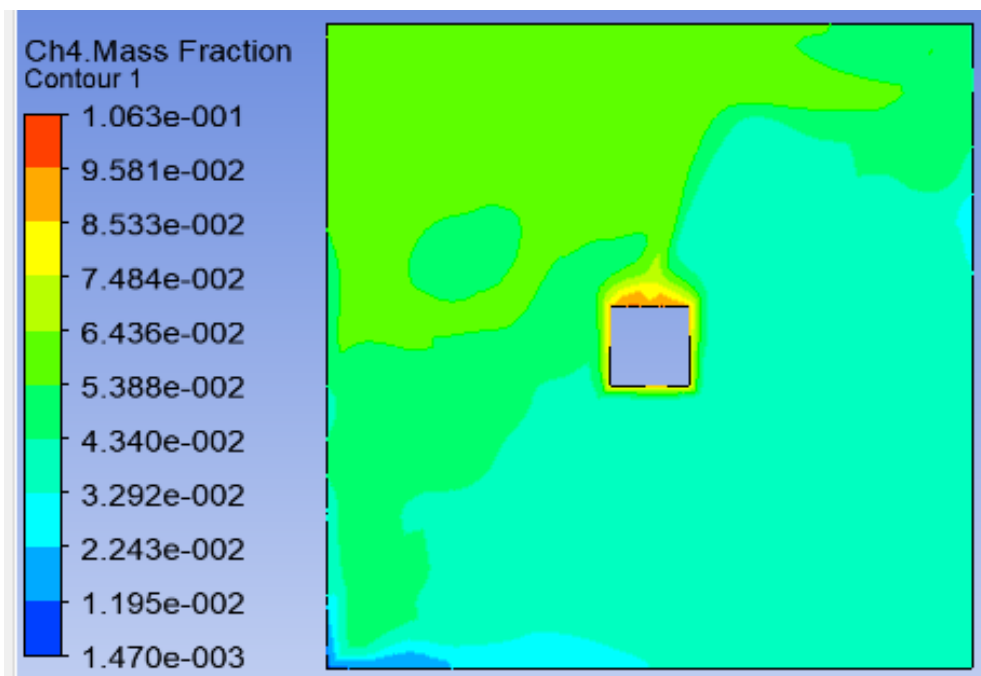 Ch4.Mass Fraction
Contour 1
1.063e-001
9.581e-002
8.533e-002
7.484e-002
6.436e-002
5.388e-002
4.340e-002
3.292e-002
2.243e-002
1.195e-002
1.470e-003